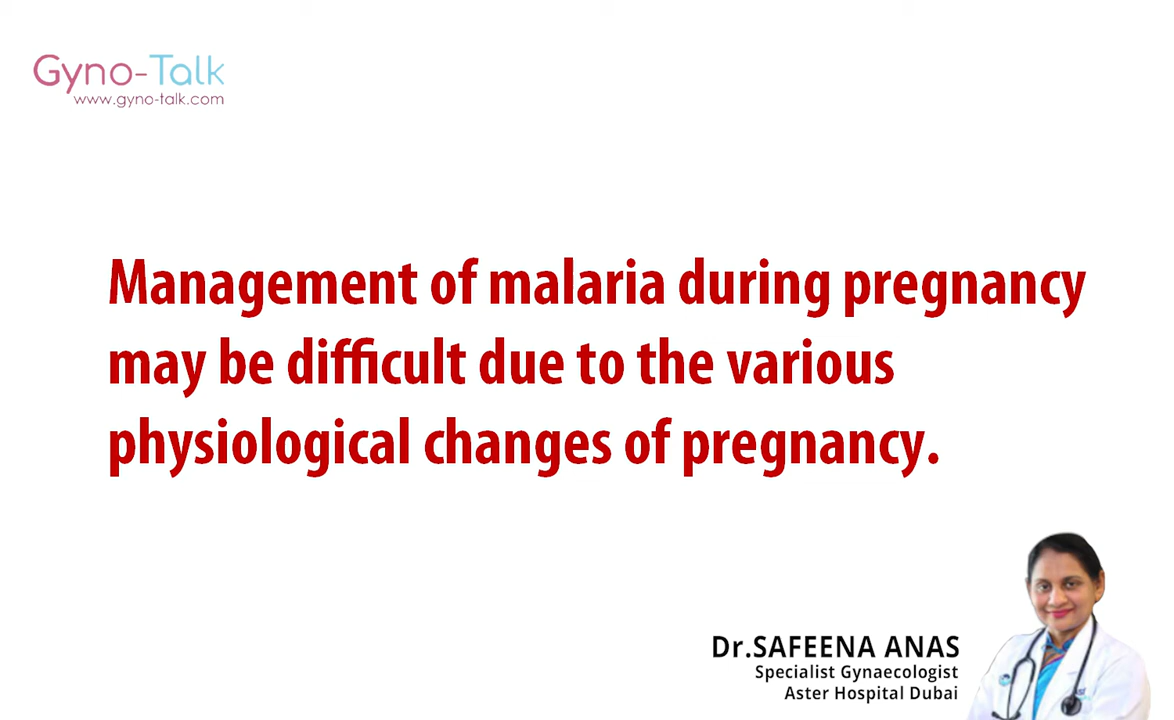 Gyno-Talk
www.gyno-talk.com
Management of malaria during pregnancy
may be difficult due to the various
physiological changes of pregnancy.
Dr.SAFEENA ANAS
Specialist Gynaecologist
Aster Hospital Dubai